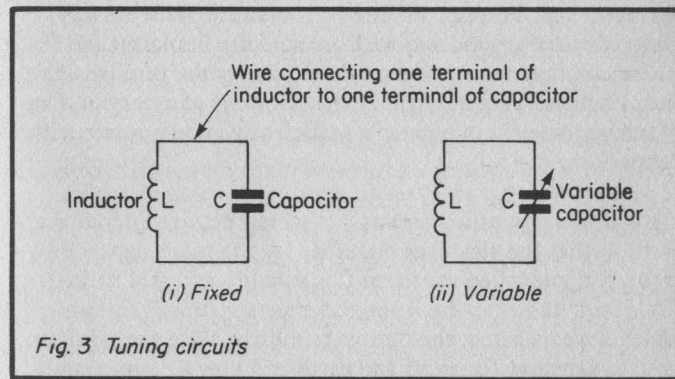 Wire connecting one terminal of
inductor to one terminal of capacitor
Inductor L C Capacitor
L C Variable
capacitor
(i) Fixed
(ii) Variable
Fig. 3 Tuning circuits